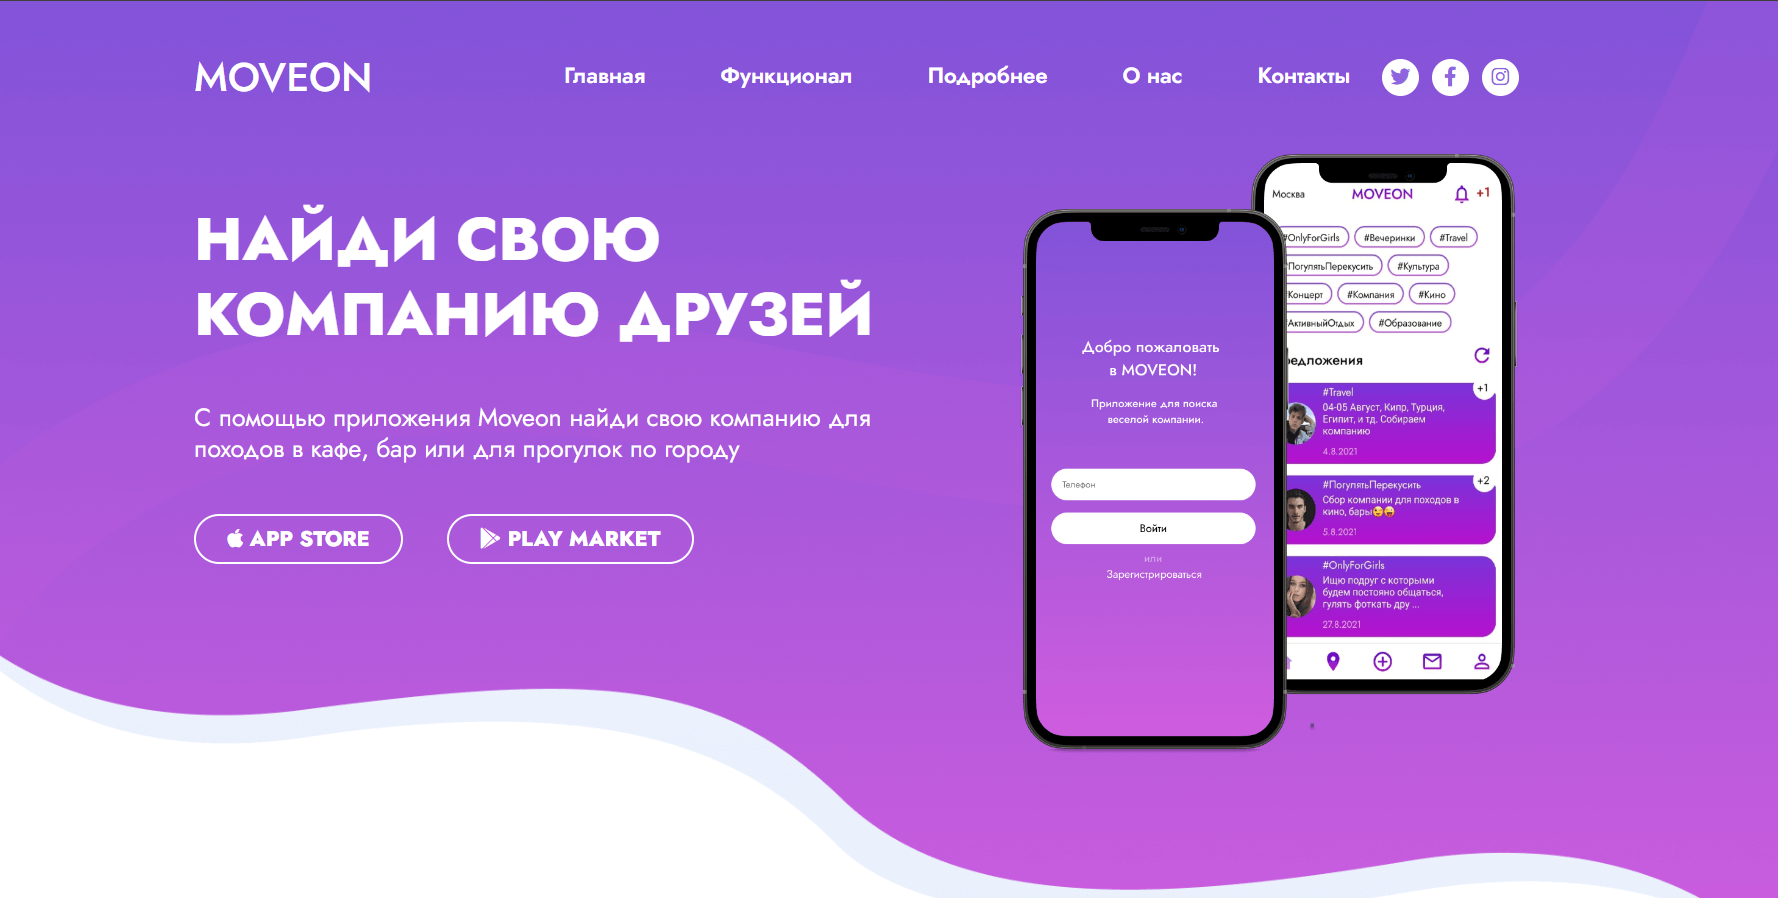 MOVEON
Главная
Функционал
Подробнее
О нас
Контакты
НАЙДИ СВОЮ
КОМПАНИЮ ДРУЗЕЙ
С помощью приложения Moveon найди свою компанию для
походов в кафе, бар или для прогулок по городу
APP STORE
PLAY MARKET
Добро пожаловать
в MOVEON!
Приложение для поиска
веселой компании.
Телефон
Войти
или
Зарегистрироваться
Москва
MOVEON
+1
#OnlyForGirls
#Вечеринки
#Travel
#ПогулятьПерекусить
#Культура
#Концерт
#Компания
#Кино
#АктивныйОтдых
#Образование
едложения
#Travel
+1
04-05 Август, Кипр, Турция,
Египет, и тд. Собираем
компанию
4.8.2021
#ПогулятьПерекусить
+2
Сбор компании для походов в
кино, бары😉😜
5.8.2021
#OnlyForGirls
Ищю подруг с которыми
будем постояно общаться,
гулять фоткать дру ...
27.8.2021